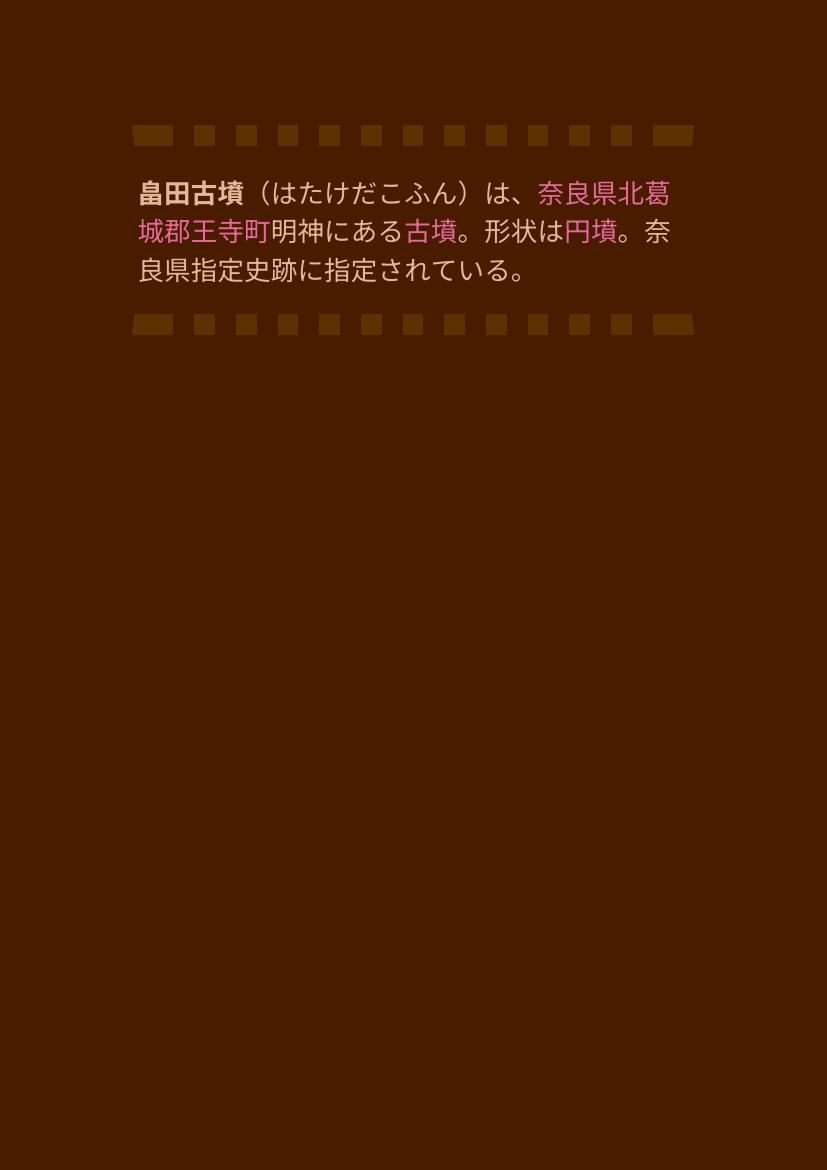 畠田古墳（はたけだこふん）は、奈良県北葛
城郡王寺町明神にある古墳。形状は円墳。奈
良県指定史跡に指定されている。